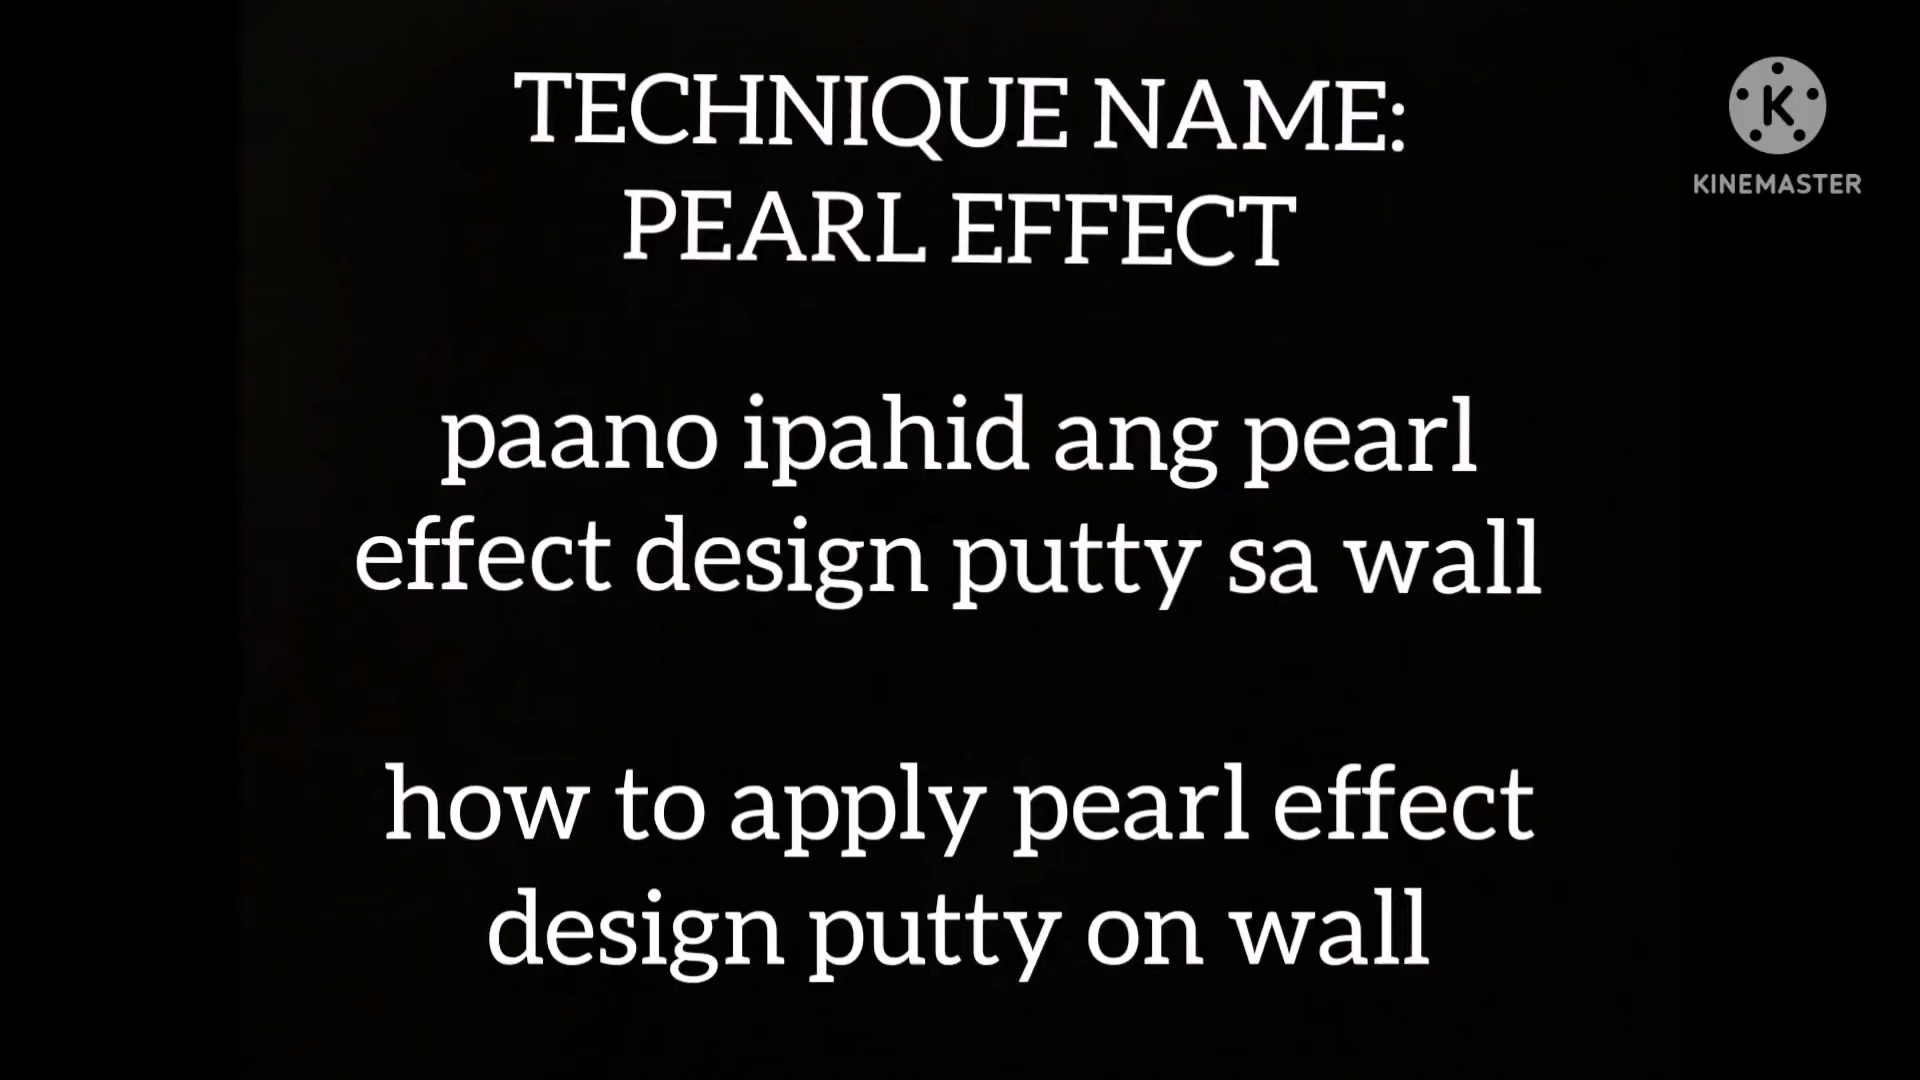 TECHNIQUE NAME:
PEARL EFFECT
paano ipahid ang pearl
effect design putty sa wall
how to apply pearl effect
design putty on wall
K
KINEMASTER